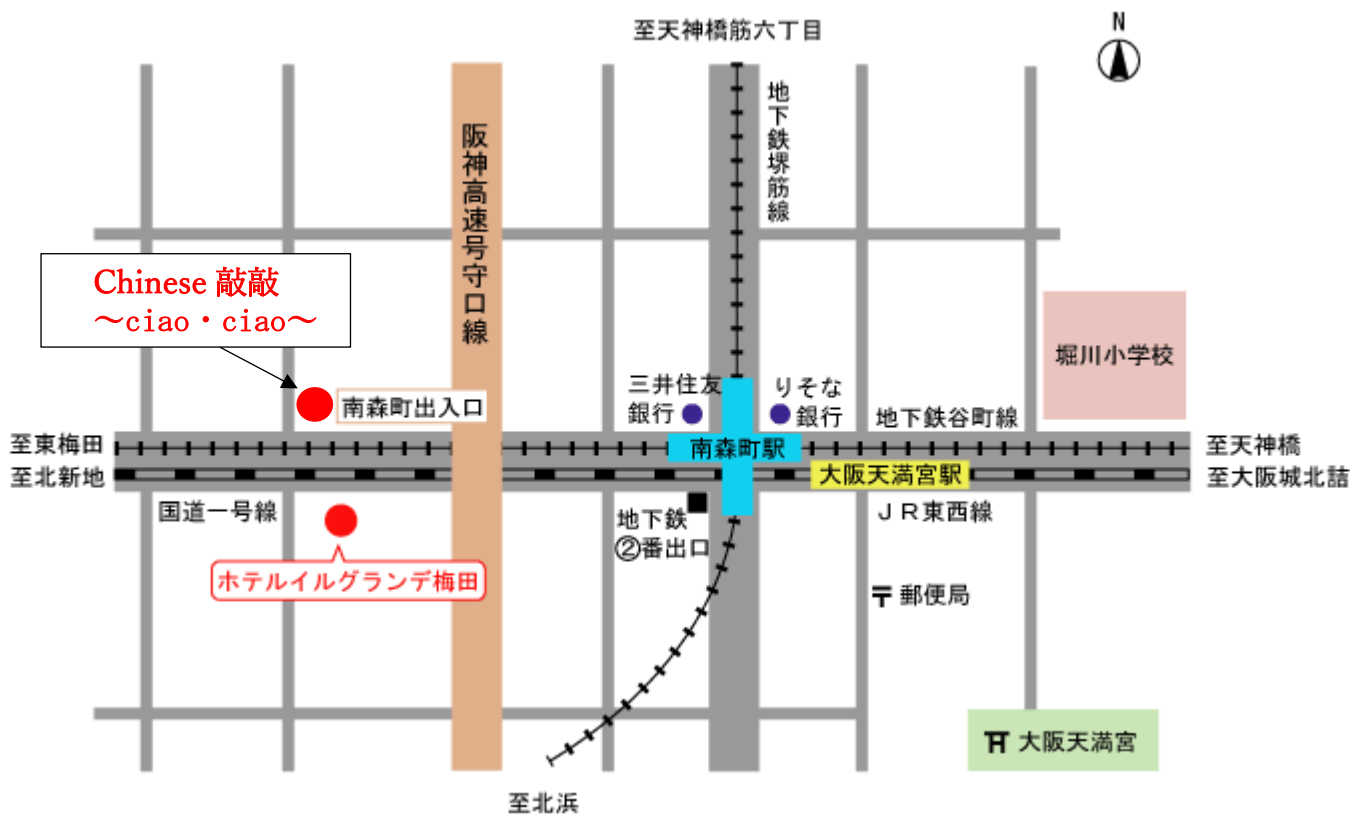 至天神橋筋六丁目
N
地下鉄堺筋線
阪神高速号守口線
Chinese 敲敲
～ciao・ciao～
堀川小学校
三井住友
銀行
りそな
銀行
南森町出入口
地下鉄谷町線
至東梅田
南森町駅
至天神橋
至北新地
大阪天満宮駅
至大阪城北詰
国道一号線
地下鉄
②番出口
ＪＲ東西線
ホテルイルグランデ梅田
〒 郵便局
大阪天満宮
至北浜